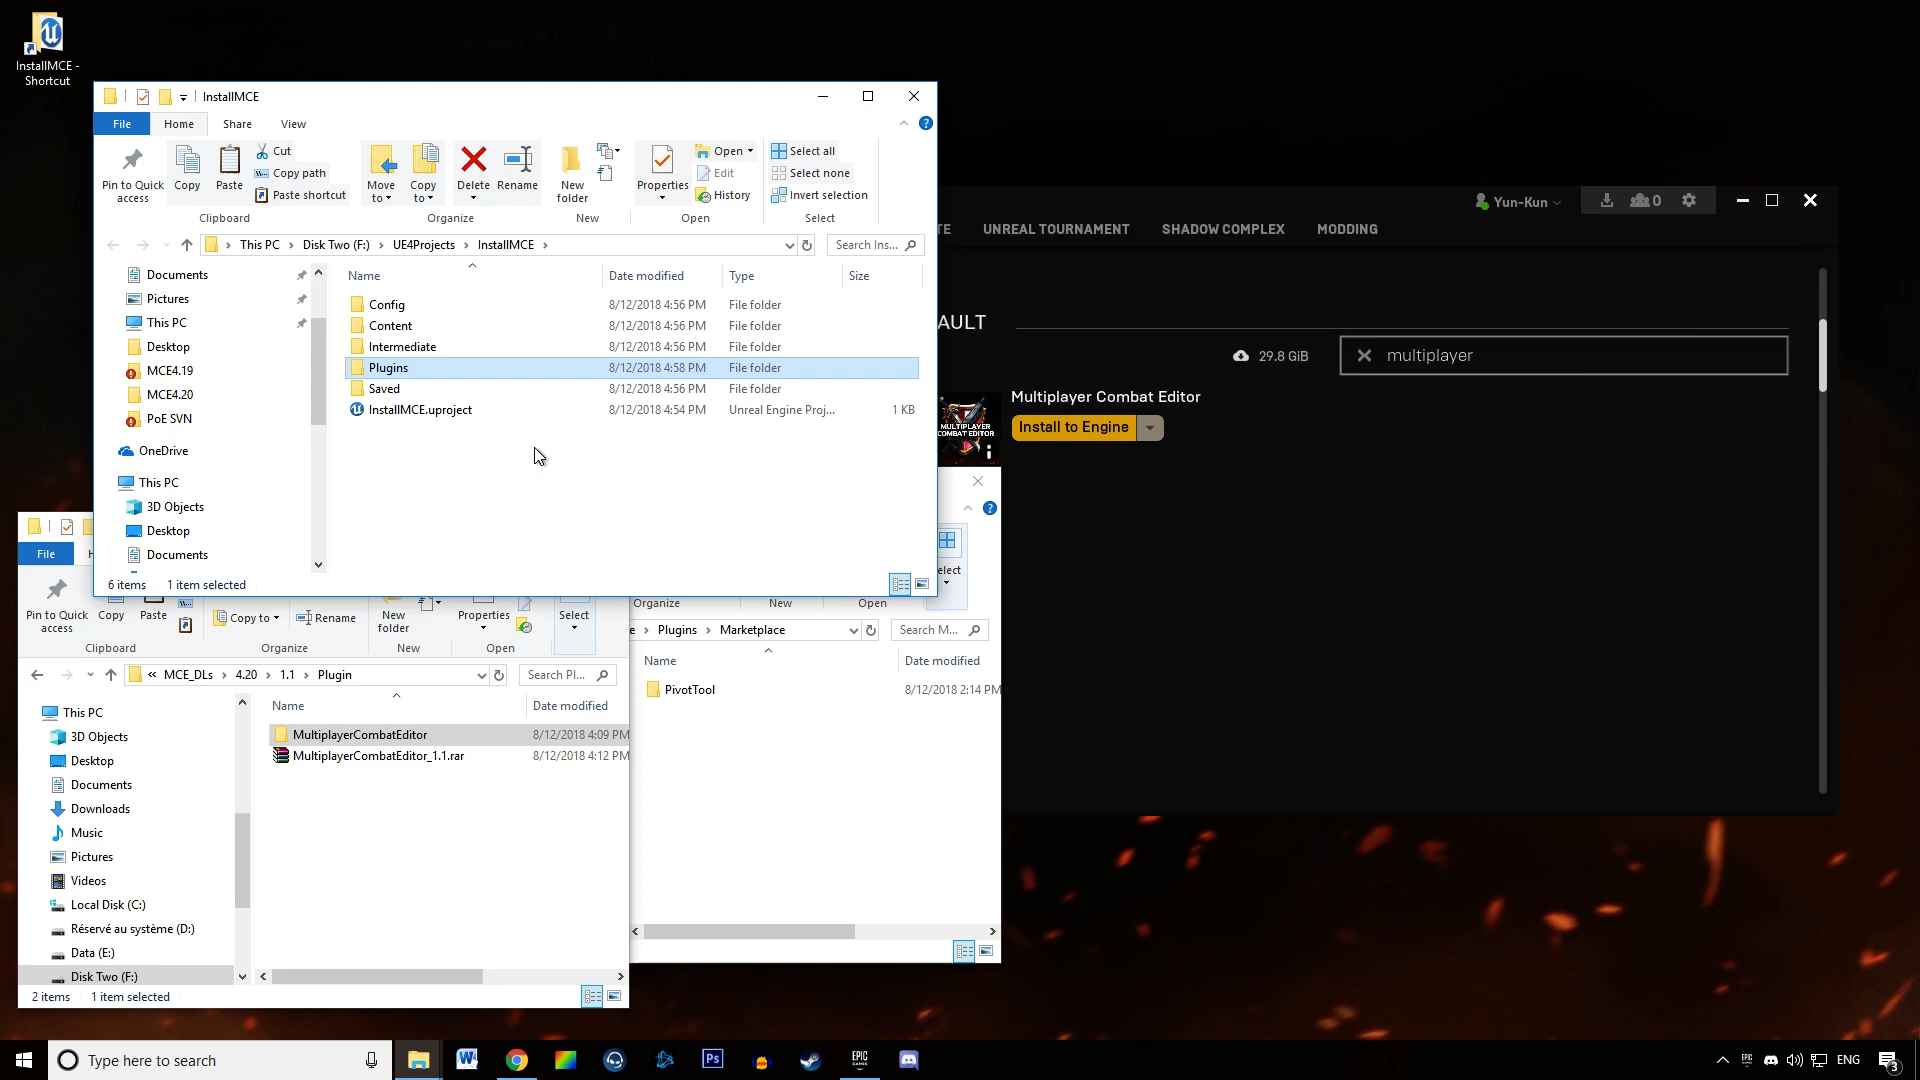 InstallMCE -
Shortcut
InstallMCE
File
Home
Share
View
Pin to Quick
access
Copy
Paste
Cut
Copy path
Paste shortcut
Move
to
Copy
to
Delete
Rename
New
folder
Properties
Open
Edit
History
Select all
Select none
Invert selection
Clipboard
Organize
New
Open
Select
This PC
Disk Two (F:)
UE4Projects
InstallMCE
Search Ins...
Name
Date modified
Type
Size
Documents
Pictures
This PC
Desktop
MCE4.19
MCE4.20
PoE SVN
OneDrive
This PC
3D Objects
Desktop
Documents
Config 8/12/2018 4:56 PM File folder
Content 8/12/2018 4:56 PM File folder
Intermediate 8/12/2018 4:56 PM File folder
Plugins 8/12/2018 4:58 PM File folder
Saved 8/12/2018 4:56 PM File folder
InstallMCE.uproject 8/12/2018 4:54 PM Unreal Engine Proj... 1 KB
6 items
1 item selected
Yun-Kun
0
TE
UNREAL TOURNAMENT
SHADOW COMPLEX
MODDING
AULT
29.8 GiB
multiplayer
MULTIPLAYER
COMBAT EDITOR
Multiplayer Combat Editor
Install to Engine
File
H
Pin to Quick
access
Copy
Paste
Copy to
Rename
New
folder
Properties
Select
Clipboard
Organize
New
Open
« MCE_DLs
4.20
1.1
Plugin
Search Pl...
Name
Date modified
This PC
3D Objects
Desktop
Documents
Downloads
Music
Pictures
Videos
Local Disk (C:)
Réservé au système (D:)
Data (E:)
Disk Two (F:)
MultiplayerCombatEditor 8/12/2018 4:09 PM
MultiplayerCombatEditor_1.1.rar 8/12/2018 4:12 PM
2 items
1 item selected
elect
Organize
New
Open
e
Plugins
Marketplace
Search M...
Name
Date modified
PivotTool 8/12/2018 2:14 PM
Type here to search
Ps
EPIC
GAMES
EPIC
ENG
3